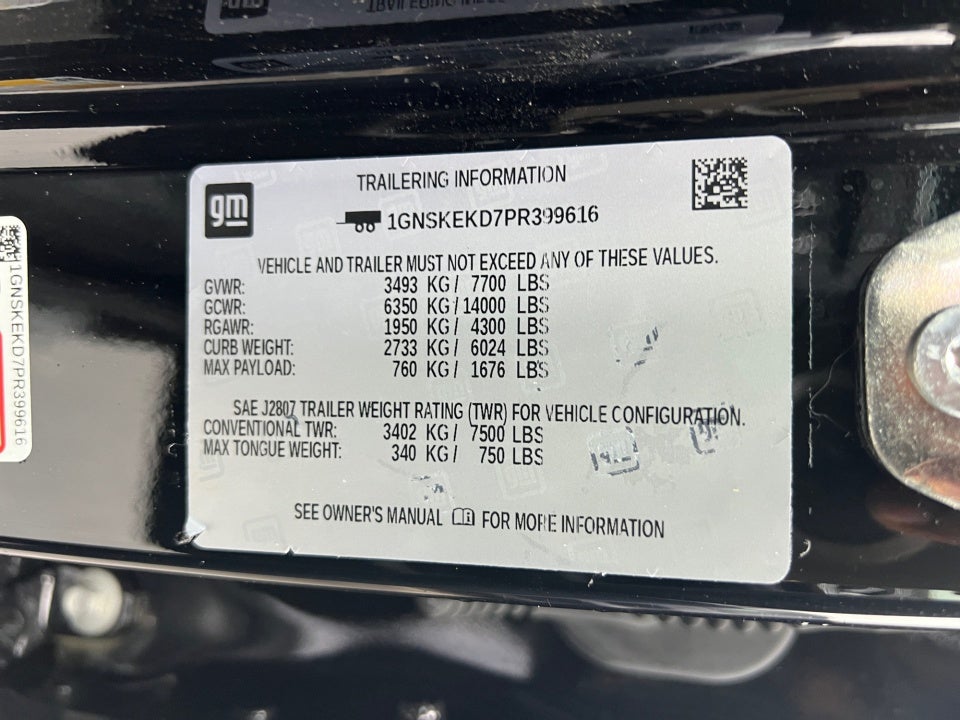 gm
TRAILERING INFORMATION
1GNSKEKD7PR399616
VEHICLE AND TRAILER MUST NOT EXCEED ANY OF THESE VALUES.
GVWR: 3493 KG / 7700 LBS
GCWR: 6350 KG / 14000 LBS
RGAWR: 1950 KG / 4300 LBS
CURB WEIGHT: 2733 KG / 6024 LBS
MAX PAYLOAD: 760 KG / 1676 LBS
SAE J2807 TRAILER WEIGHT RATING (TWR) FOR VEHICLE CONFIGURATION.
CONVENTIONAL TWR: 3402 KG / 7500 LBS
MAX TONGUE WEIGHT: 340 KG / 750 LBS
SEE OWNER'S MANUAL FOR MORE INFORMATION
1GNSKEKD7PR399616